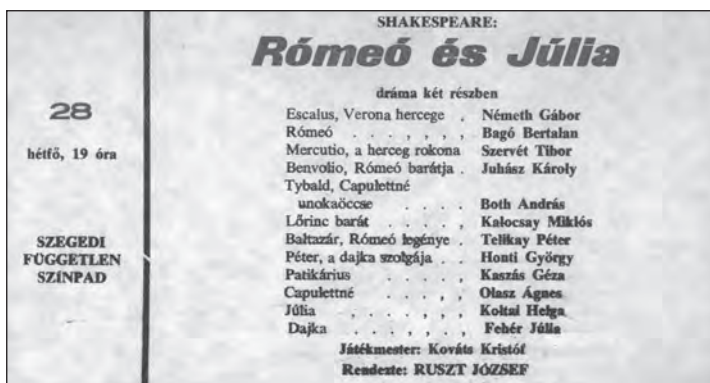 28
hétfő, 19 óra
SZEGEDI
FÜGGETLEN
SZÍNPAD
SHAKESPEARE:
Rómeó és Júlia
dráma két részben
Escalus, Verona hercege . Németh Gábor
Rómeó . . . , , , Bagó Bertalan
Mercutio, a herceg rokona Szervét Tibor
Benvolio, Rómeó barátja . Juhász Károly
Tybald, Capulettné
unokaöccse . . . . Both András
Lőrinc barát . . . . , Kalocsay Miklós
Baltazár, Rómeó legénye . Telikay Péter
Péter, a dajka szolgája . . Honti György
Patikárius . . . . , Kaszás Géza
Capulettné . . . , , Olasz Ágnes
Júlia , . , , , , Koltai Helga
Dajka . . . , . , , Fehér Júlia
Játékmester: Kováts Kristóf
Rendezte: RUSZT JÓZSEF